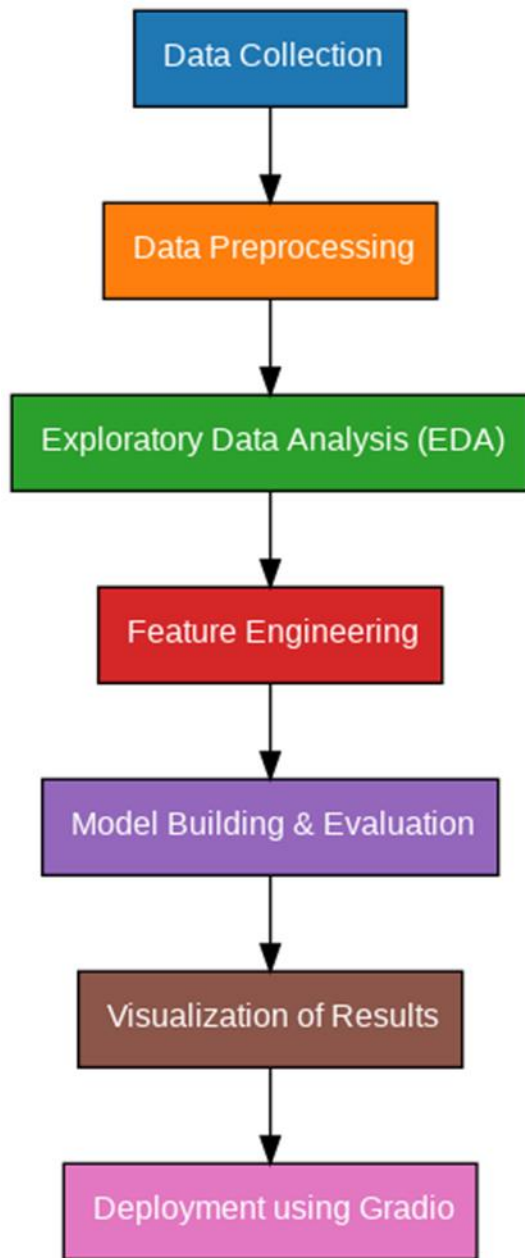 Data Collection
Data Preprocessing
Exploratory Data Analysis (EDA)
Feature Engineering
Model Building & Evaluation
Visualization of Results
Deployment using Gradio